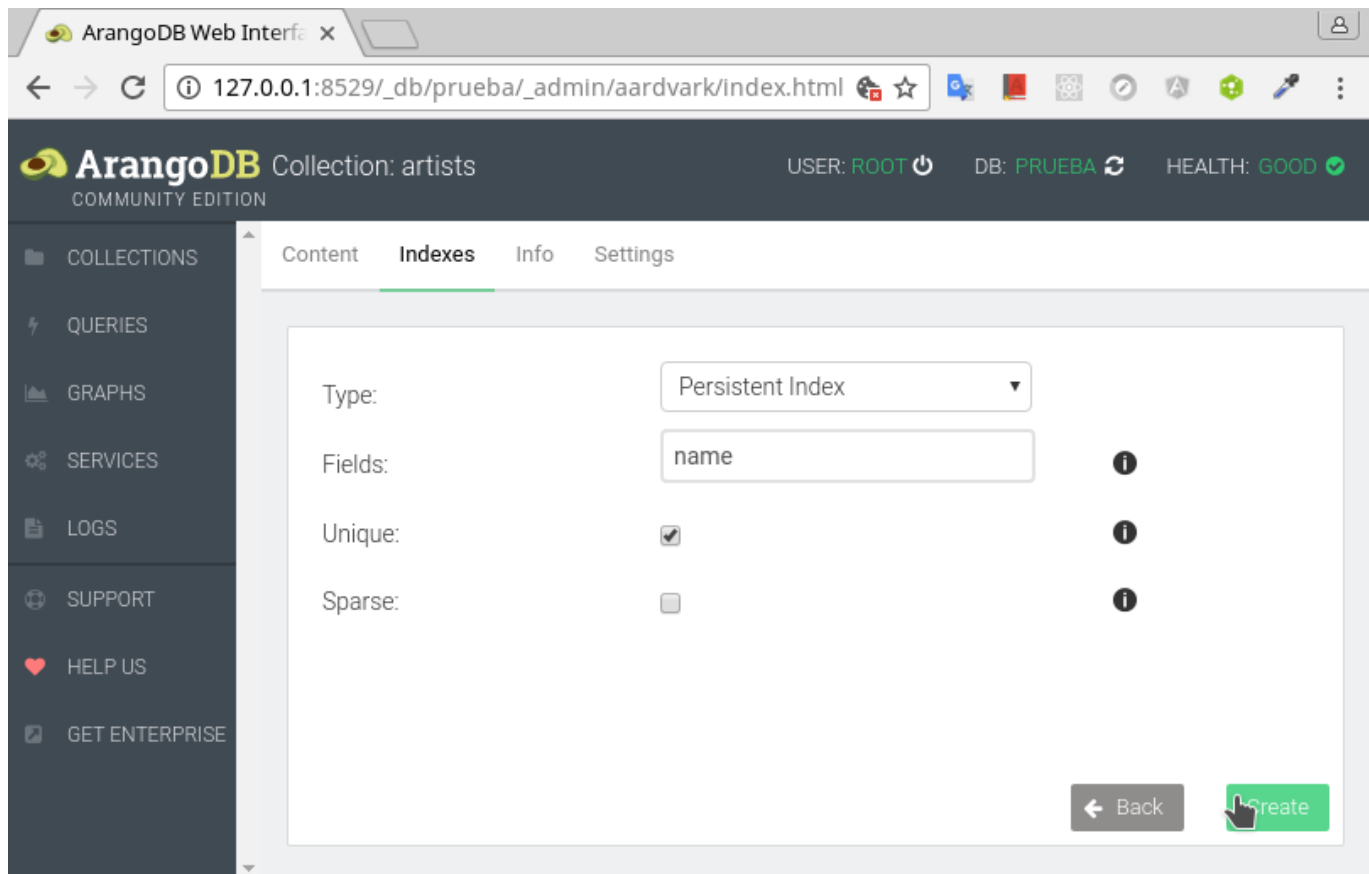 ArangoDB Web Interfa
127.0.0.1:8529/_db/prueba/_admin/aardvark/index.html
ArangoDB Collection: artists USER: ROOT DB: PRUEBA HEALTH: GOOD
COMMUNITY EDITION
COLLECTIONS
QUERIES
GRAPHS
SERVICES
LOGS
SUPPORT
HELP US
GET ENTERPRISE
Content Indexes Info Settings
Type: Persistent Index
Fields: name
Unique:
Sparse:
Back Create